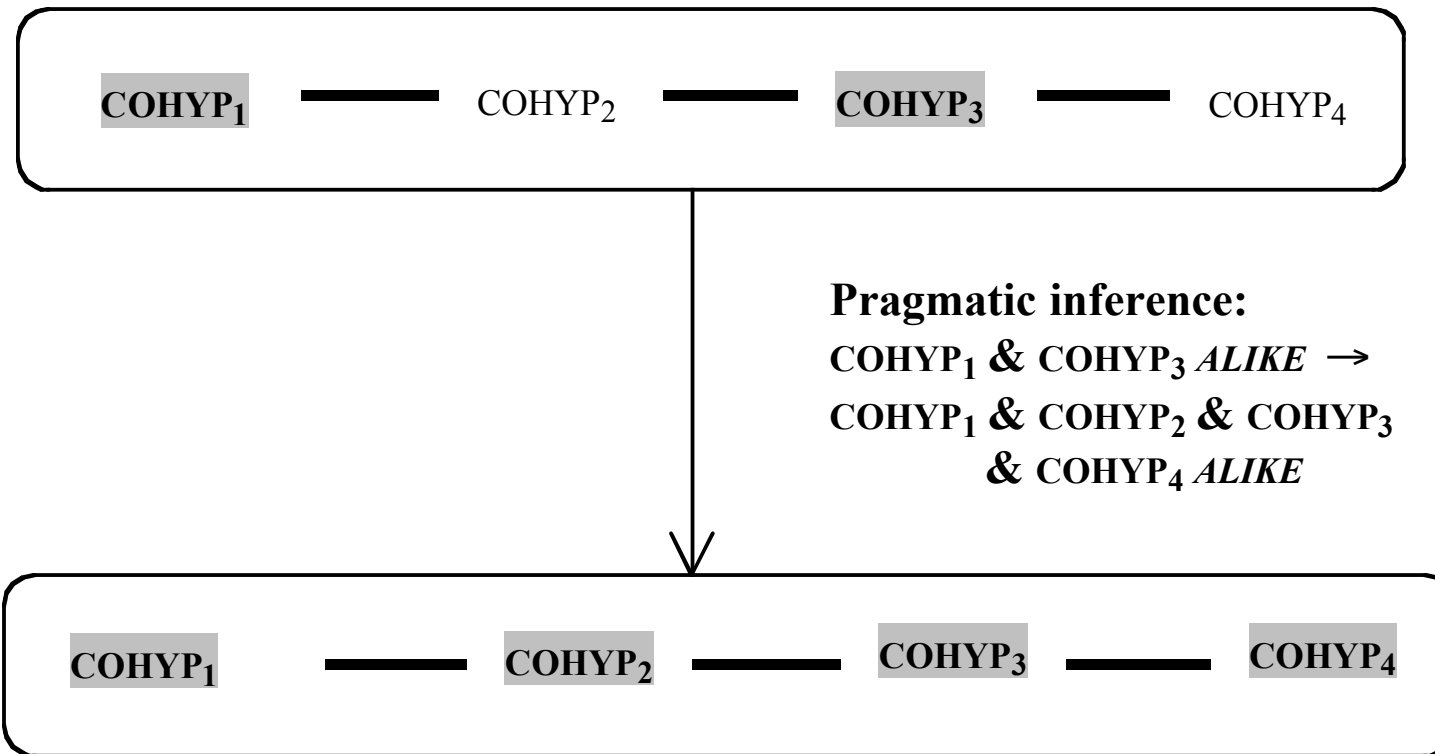 COHYP₁ COHYP₂ COHYP₃ COHYP₄
Pragmatic inference:
COHYP₁ & COHYP₃ ALIKE →
COHYP₁ & COHYP₂ & COHYP₃
& COHYP₄ ALIKE
COHYP₁ COHYP₂ COHYP₃ COHYP₄